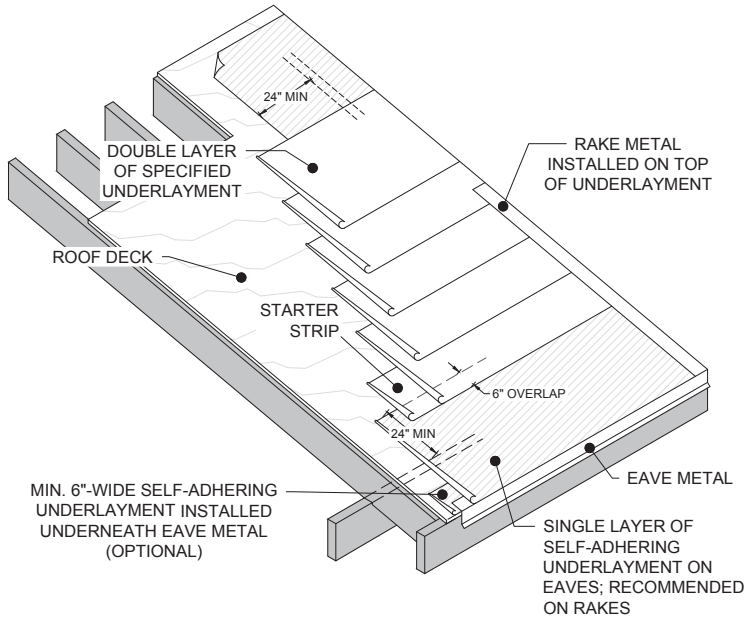 24" MIN
DOUBLE LAYER
OF SPECIFIED
UNDERLAYMENT
RAKE METAL
INSTALLED ON TOP
OF UNDERLAYMENT
ROOF DECK
STARTER
STRIP
6" OVERLAP
24" MIN
EAVE METAL
MIN. 6"-WIDE SELF-ADHERING
UNDERLAYMENT INSTALLED
UNDERNEATH EAVE METAL
(OPTIONAL)
SINGLE LAYER OF
SELF-ADHERING
UNDERLAYMENT ON
EAVES; RECOMMENDED
ON RAKES